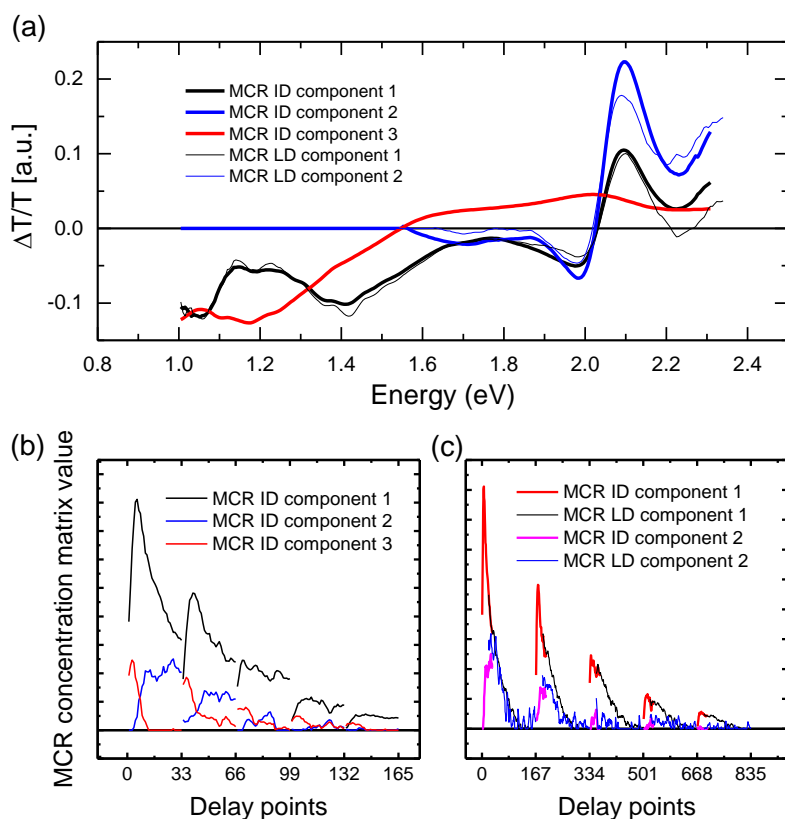 (a)
ΔT/T [a.u.]
0.2
0.1
0.0
-0.1
MCR ID component 1
MCR ID component 2
MCR ID component 3
MCR LD component 1
MCR LD component 2
0.8 1.0 1.2 1.4 1.6 1.8 2.0 2.2 2.4
Energy (eV)
(b)
MCR concentration matrix value
MCR ID component 1
MCR ID component 2
MCR ID component 3
0 33 66 99 132 165
Delay points
(c)
MCR ID component 1
MCR LD component 1
MCR ID component 2
MCR LD component 2
0 167 334 501 668 835
Delay points